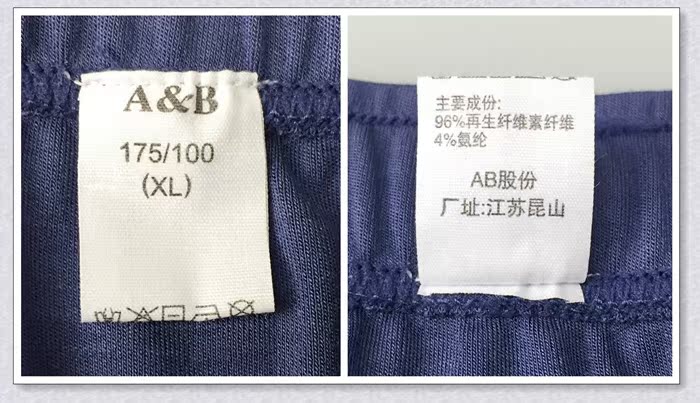 A&B
175/100
(XL)
主要成份:
96%再生纤维素纤维
4%氨纶
AB股份
厂址:江苏昆山